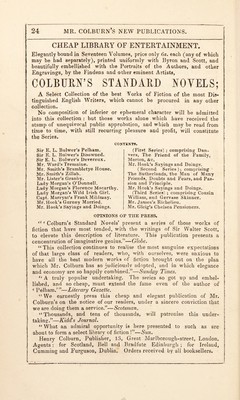 24 MR. COLBURN'S NEW PUBLICATIONS.
CHEAP LIBRARY OF ENTERTAINMENT.
Elegantly bound in Seventeen Volumes, price only 6s. each (any of which
may be had separately), printed uniformly with Byron and Scott; and
beautifully embellished with the Portraits of the Authors, and other
Engravings, by the Findens and other eminent Artists,
COLBURN'S STANDARD NOVELS;
A Select Collection of the best Works of Fiction of the most Dis-
tinguished English Writers, which cannot be procured in any other
collection.
No composition of inferior or ephemeral character will be admitted
into this collection; but those works alone which have received the
stamp of unequivocal public approbation, and which may be read from
time to time, with still recurring pleasure and profit, will constitute
the Series.
CONTENTS.
Sir E. L. Bulwer's Pelham.
Sir E. L. Bulwer's Disowned.
Sir E. L. Bulwer's Devereux.
Mr. Ward's Tremaine.
Mr. Smith's Brambletye House.
Mr. Smith's Zillah.
Mr. Lister's Granby.
Lady Morgan's O'Donnell.
Lady Morgan's Florence Macarthy.
Lady Morgan's Wild Irish Girl.
Capt. Marryat's Frank Mildmay.
Mr. Hook's Gurney Married.
Mr. Hook's Sayings and Doings.
(First Series); comprising Dan-
vers, The Friend of the Family,
Merton, &c.
Mr. Hook's Sayings and Doings.
(Second Series), comprising
The Sutherlands, the Man of Many
Friends, Doubts and Fears, and Pas-
sion and Principle.
Mr. Hook's Sayings and Doings.
(Third Series); comprising Cousin
William, and Gervase Skinner.
Mr. James's Richelieu.
Mr. Gleig's Chelsea Pensioners.
OPINIONS OF THE PRESS.
"'Colburn's Standard Novels' present a series of those works of
fiction that have most tended, with the writings of Sir Walter Scott,
to elevate this description of literature. This publication presents a
concentration of imaginative genius."—Globe.
"This collection continues to realise the most sanguine expectations
of that large class of readers, who, with ourselves, were anxious to
have all the best modern works of fiction brought out on the plan
which Mr. Colburn has so judiciously adopted, and in which elegance
and economy are so happily combined."—Sunday Times.
"A truly popular undertaking. The series so got up and embel-
lished, and so cheap, must extend the fame even of the author of
'Pelham.'"—Literary Gazette.
"We earnestly press this cheap and elegant publication of Mr.
Colburn's on the notice of our readers, under a sincere conviction that
we are doing them a service."—Scotsman.
"Thousands, and tens of thousands, will patronise this under-
taking."—Kidd's Journal.
"What an admirable opportunity is here presented to such as are
about to form a select library of fiction!"—Sun.
Henry Colburn, Publisher, 13, Great Marlborough-street, London.
Agents: for Scotland, Bell and Bradfute Edinburgh; for Ireland,
Cumming and Ferguson, Dublin. Orders received by all booksellers.